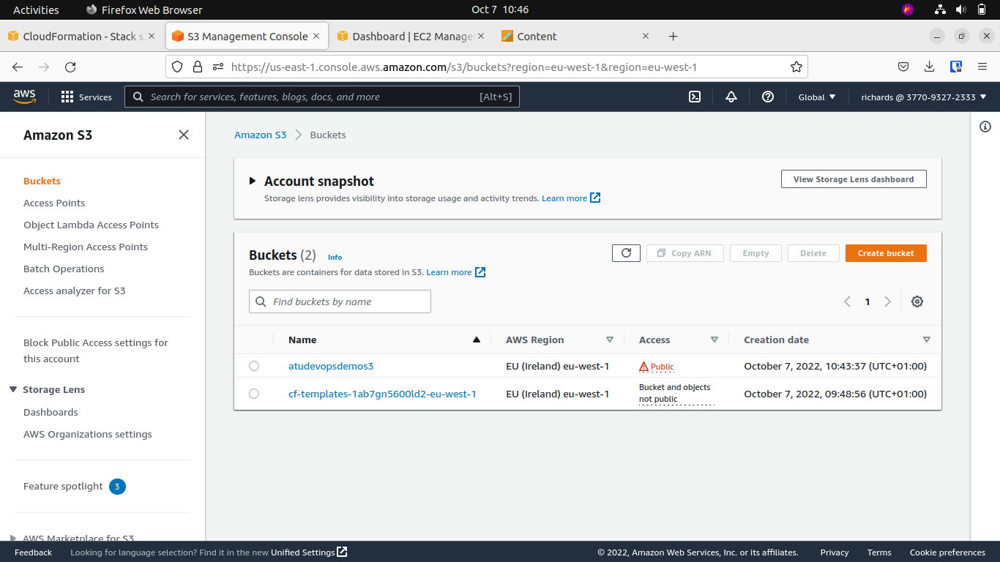 Activities Firefox Web Browser Oct 7 10:46
CloudFormation - Stack s S3 Management Console Dashboard | EC2 Manage Content
https://us-east-1.console.aws.amazon.com/s3/buckets?region=eu-west-1&region=eu-west-1
aws Services Search for services, features, blogs, docs, and more [Alt+S] Global richards @ 3770-9327-2333
Amazon S3
Buckets
Access Points
Object Lambda Access Points
Multi-Region Access Points
Batch Operations
Access analyzer for S3
Block Public Access settings for
this account
Storage Lens
Dashboards
AWS Organizations settings
Feature spotlight 3
AWS Marketplace for S3
Amazon S3 Buckets
Account snapshot
View Storage Lens dashboard
Storage lens provides visibility into storage usage and activity trends. Learn more
Buckets (2) Info
Copy ARN Empty Delete Create bucket
Buckets are containers for data stored in S3. Learn more
Find buckets by name
1
Name AWS Region Access Creation date
atudevopsdemos3 EU (Ireland) eu-west-1 Public October 7, 2022, 10:43:37 (UTC+01:00)
cf-templates-1ab7gn5600ld2-eu-west-1 EU (Ireland) eu-west-1 Bucket and objects
not public October 7, 2022, 09:48:56 (UTC+01:00)
Feedback Looking for language selection? Find it in the new Unified Settings © 2022, Amazon Web Services, Inc. or its affiliates. Privacy Terms Cookie preferences